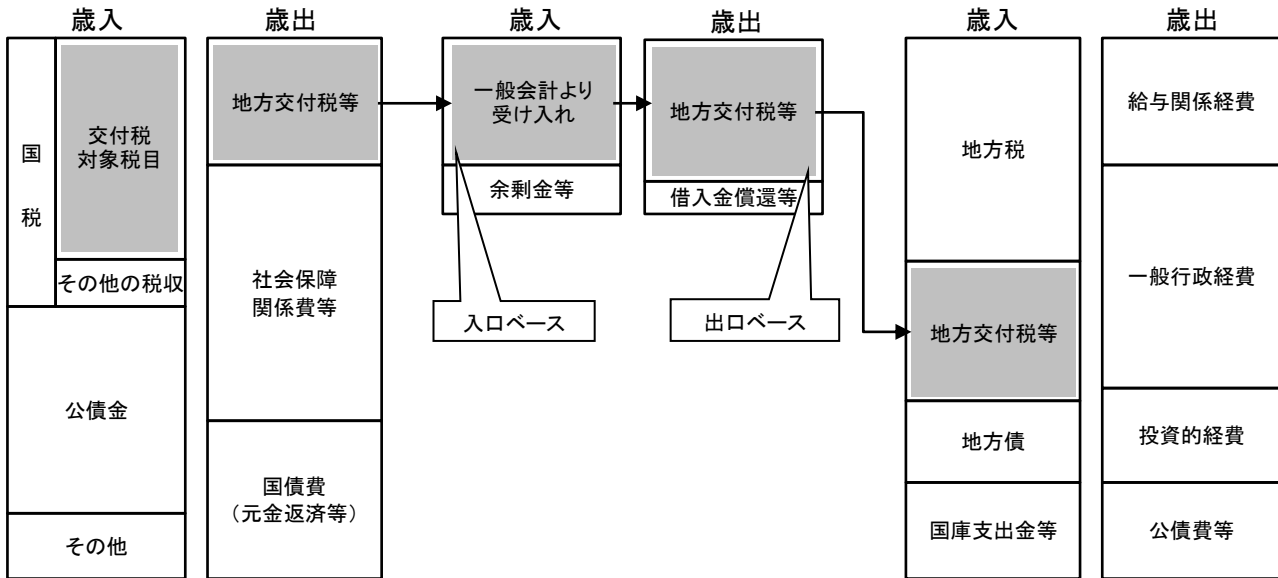 歳入
国
税
交付税
対象税目
その他の税収
公債金
その他
歳出
地方交付税等
社会保障
関係費等
国債費
（元金返済等）
歳入
一般会計より
受け入れ
余剰金等
入口ベース
歳出
地方交付税等
借入金償還等
出口ベース
歳入
地方税
地方交付税等
地方債
国庫支出金等
歳出
給与関係経費
一般行政経費
投資的経費
公債費等